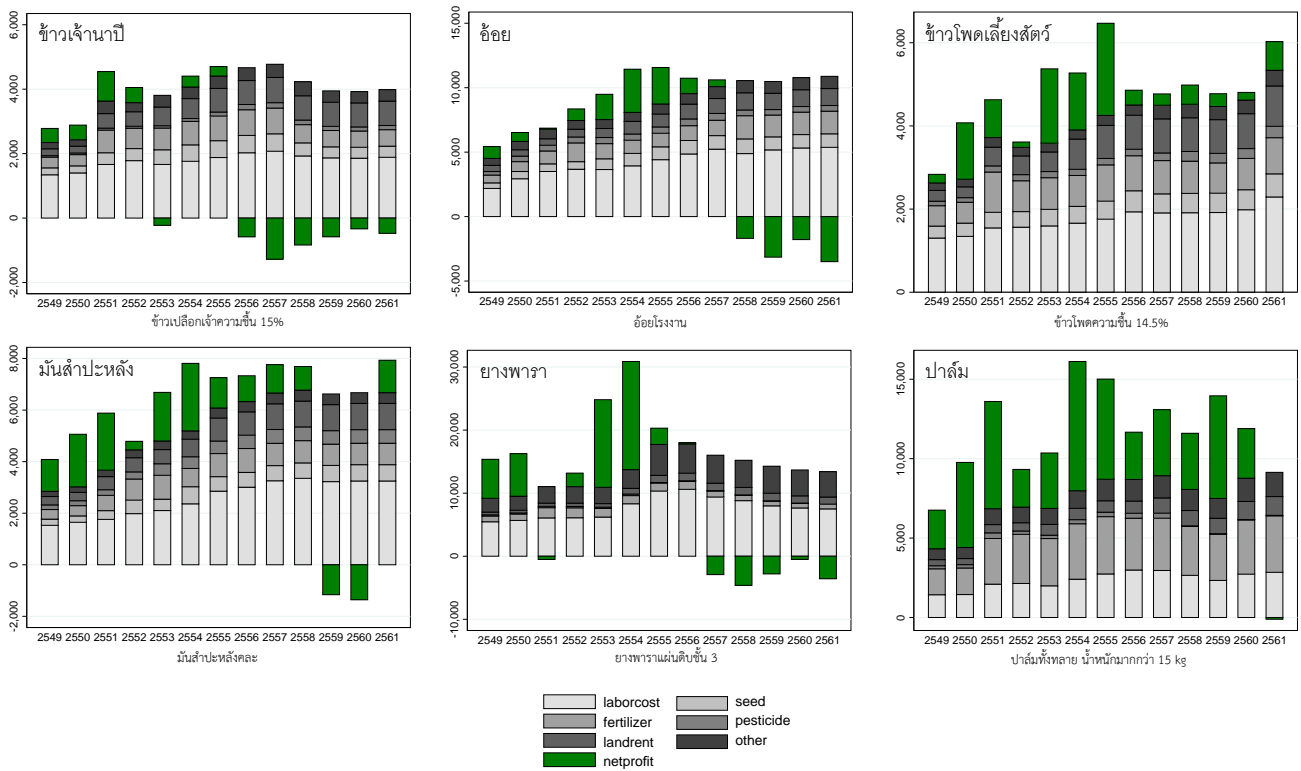 ข้าวเจ้านาปี
6,000
4,000
2,000
0
-2,000
2549 2550 2551 2552 2553 2554 2555 2556 2557 2558 2559 2560 2561
ข้าวเปลือกเจ้าความชื้น 15%
อ้อย
15,000
10,000
5,000
0
-5,000
2549 2550 2551 2552 2553 2554 2555 2556 2557 2558 2559 2560 2561
อ้อยโรงงาน
ข้าวโพดเลี้ยงสัตว์
6,000
4,000
2,000
0
2549 2550 2551 2552 2553 2554 2555 2556 2557 2558 2559 2560 2561
ข้าวโพดความชื้น 14.5%
มันสำปะหลัง
8,000
6,000
4,000
2,000
0
-2,000
2549 2550 2551 2552 2553 2554 2555 2556 2557 2558 2559 2560 2561
มันสำปะหลังคละ
ยางพารา
30,000
20,000
10,000
0
-10,000
2549 2550 2551 2552 2553 2554 2555 2556 2557 2558 2559 2560 2561
ยางพาราแผ่นดิบชั้น 3
ปาล์ม
15,000
10,000
5,000
0
2549 2550 2551 2552 2553 2554 2555 2556 2557 2558 2559 2560 2561
ปาล์มทั้งทลาย น้ำหนักมากกว่า 15 kg
laborcost seed
fertilizer pesticide
landrent other
netprofit